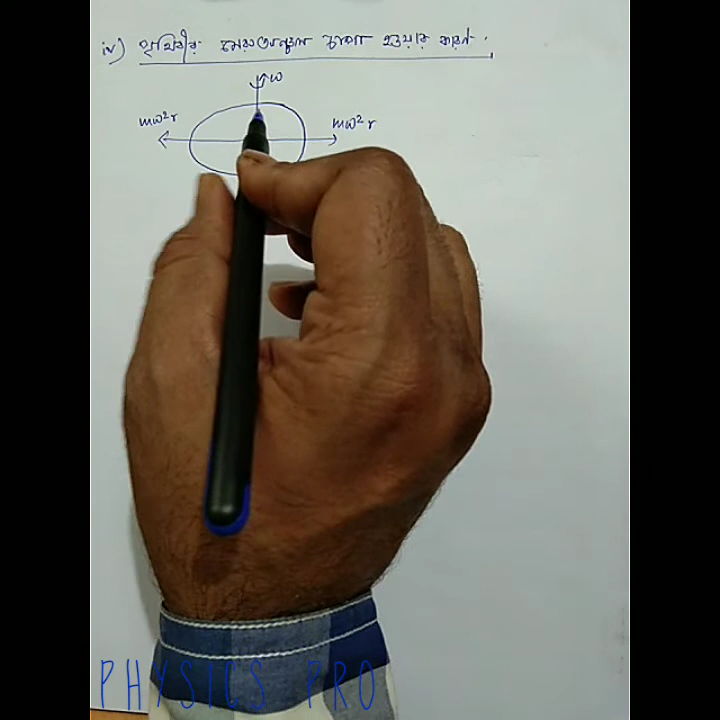 iv) পৃথিবীর মেরুঅঞ্চল চাপা হওয়ার কারণ .
ω
mω²r
mω²r
PHYSICS PRO